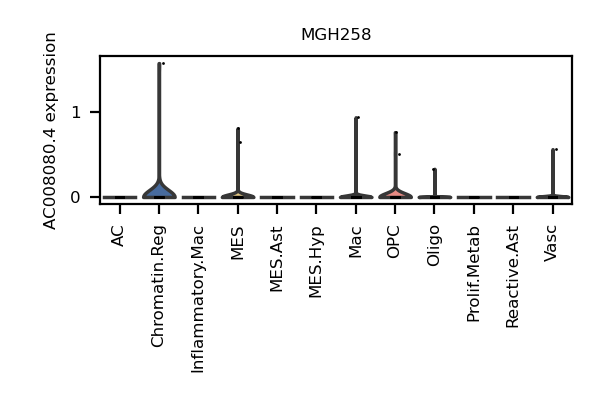 MGH258
AC008080.4 expression
1
0
AC
Chromatin.Reg
Inflammatory.Mac
MES
MES.Ast
MES.Hyp
Mac
OPC
Oligo
Prolif.Metab
Reactive.Ast
Vasc